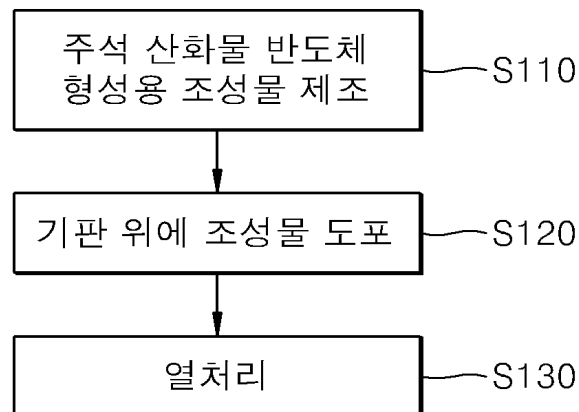 주석 산화물 반도체
형성용 조성물 제조
S110
기판 위에 조성물 도포
S120
열처리
S130